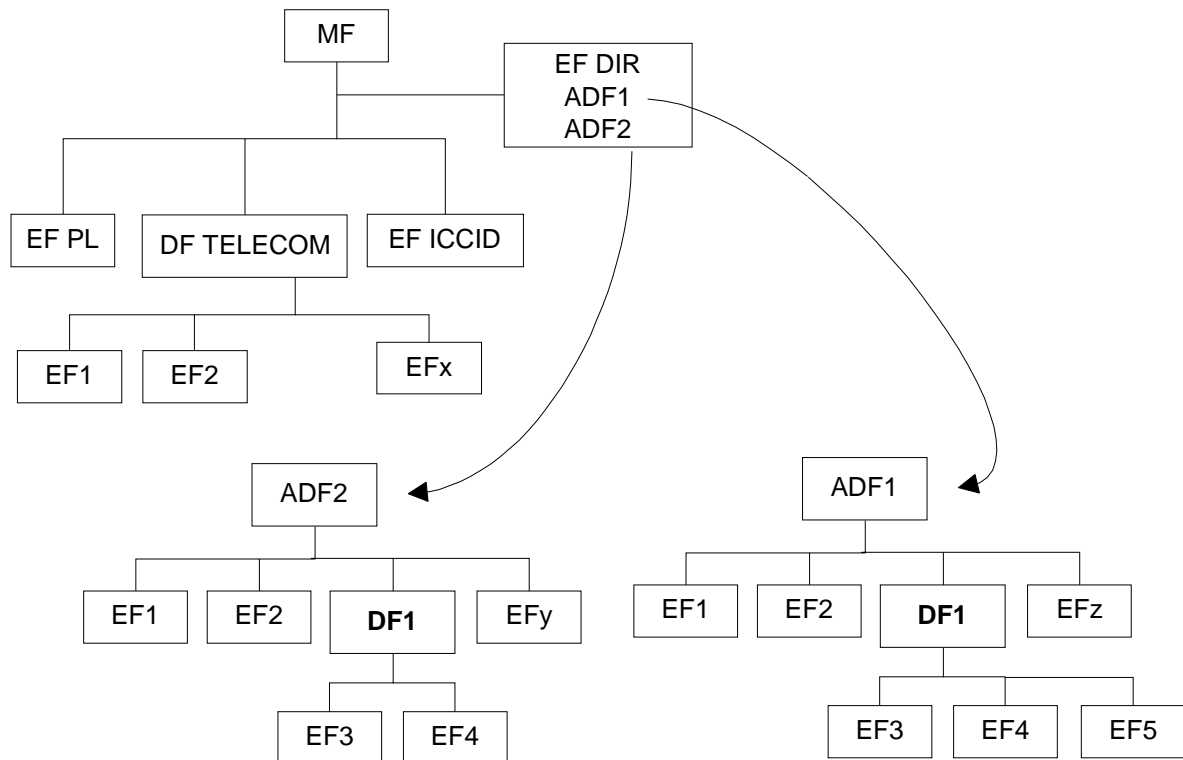 MF
EF DIR
ADF1
ADF2
EF PL
DF TELECOM
EF ICCID
EF1
EF2
EFx
ADF2
EF1
EF2
DF1
EFy
EF3
EF4
ADF1
EF1
EF2
DF1
EFz
EF3
EF4
EF5